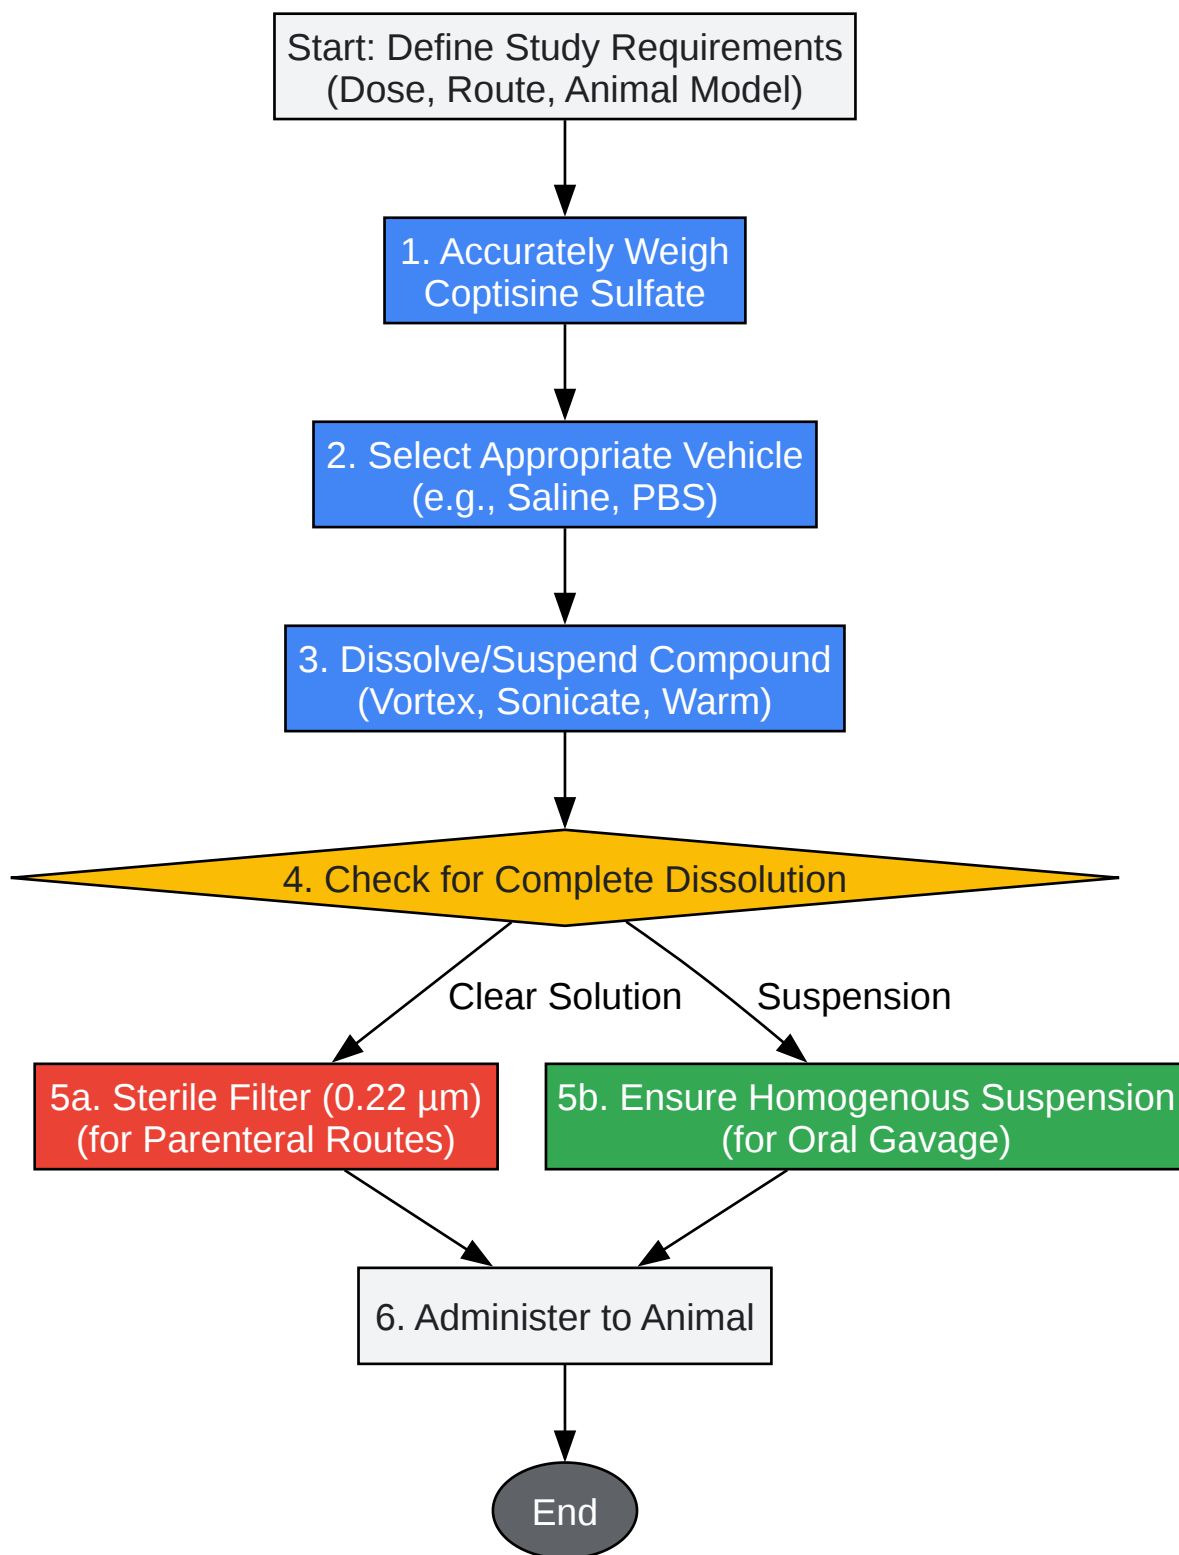 Start: Define Study Requirements
(Dose, Route, Animal Model)
1. Accurately Weigh
Coptisine Sulfate
2. Select Appropriate Vehicle
(e.g., Saline, PBS)
3. Dissolve/Suspend Compound
(Vortex, Sonicate, Warm)
4. Check for Complete Dissolution
Clear Solution
Suspension
5a. Sterile Filter (0.22 µm)
(for Parenteral Routes)
5b. Ensure Homogenous Suspension
(for Oral Gavage)
6. Administer to Animal
End